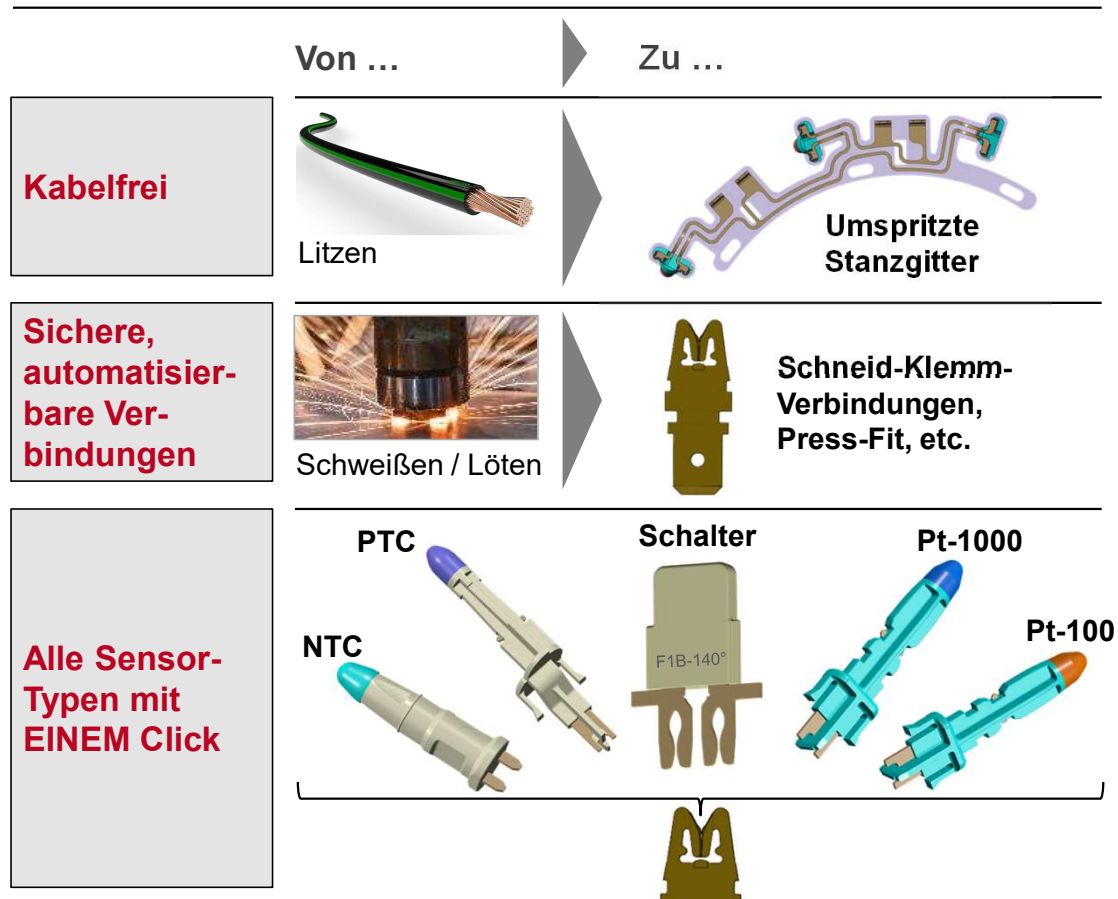 Von ...
Zu ...
Kabelfrei
Litzen
Umspritzte
Stanzgitter
Sichere,
automatisier-
bare Ver-
bindungen
Schweißen / Löten
Schneid-Klemm-
Verbindungen,
Press-Fit, etc.
Alle Sensor-
Typen mit
EINEM Click
PTC
NTC
Schalter
F1B-140°
Pt-1000
Pt-100